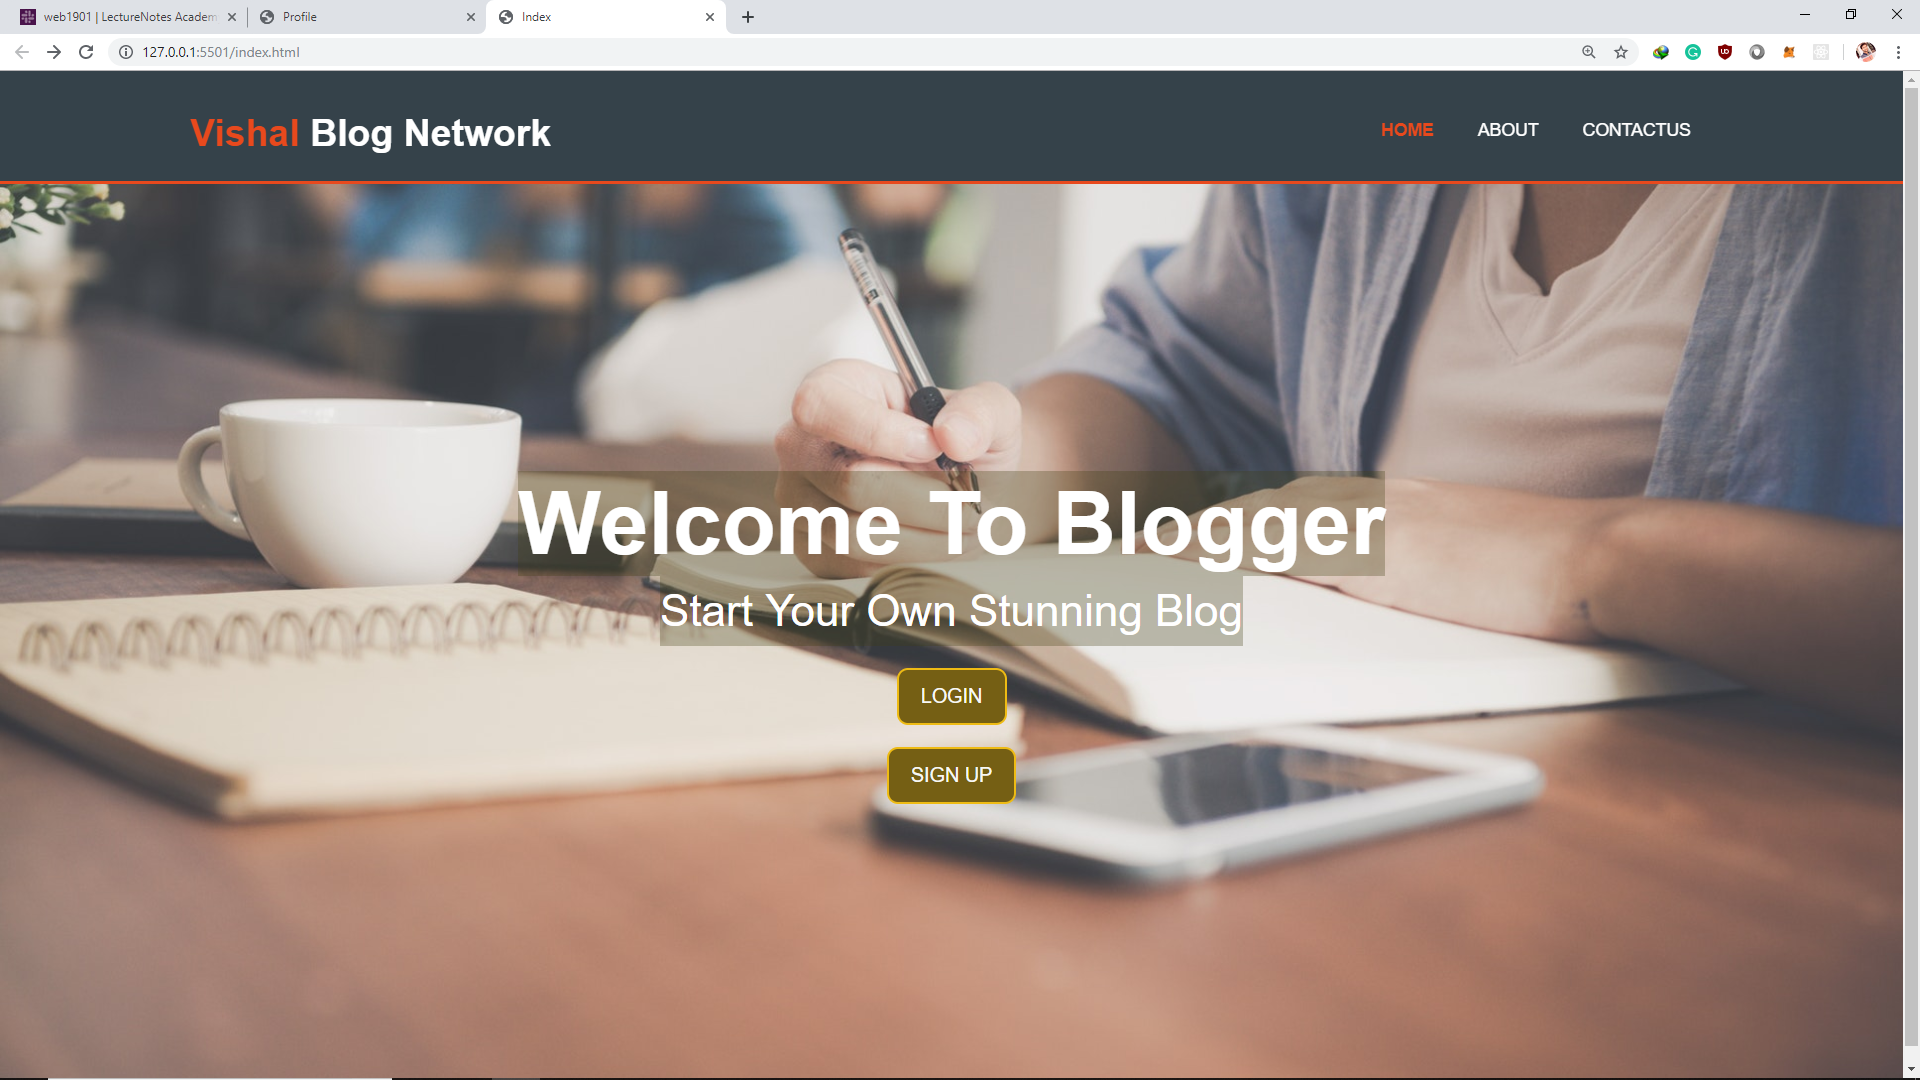 web1901 | LectureNotes Academ
Profile
Index
127.0.0.1:5501/index.html
Vishal Blog Network
HOME
ABOUT
CONTACTUS
Welcome To Blogger
Start Your Own Stunning Blog
LOGIN
SIGN UP